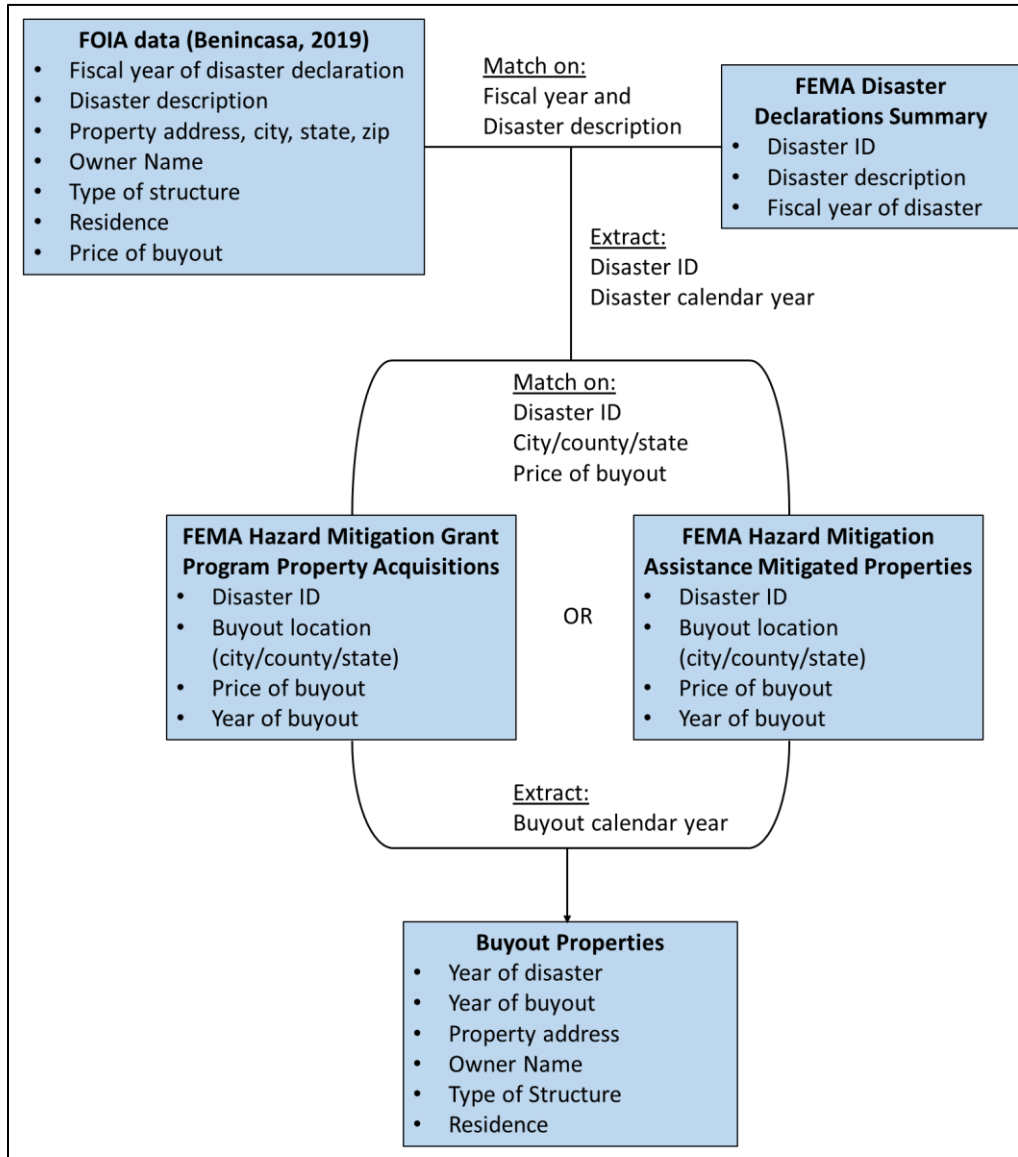 FOIA data (Benincasa, 2019)
• Fiscal year of disaster declaration
• Disaster description
• Property address, city, state, zip
• Owner Name
• Type of structure
• Residence
• Price of buyout
Match on:
Fiscal year and
Disaster description
FEMA Disaster
Declarations Summary
• Disaster ID
• Disaster description
• Fiscal year of disaster
Extract:
Disaster ID
Disaster calendar year
Match on:
Disaster ID
City/county/state
Price of buyout
FEMA Hazard Mitigation Grant
Program Property Acquisitions
• Disaster ID
• Buyout location
(city/county/state)
• Price of buyout
• Year of buyout
OR
FEMA Hazard Mitigation
Assistance Mitigated Properties
• Disaster ID
• Buyout location
(city/county/state)
• Price of buyout
• Year of buyout
Extract:
Buyout calendar year
Buyout Properties
• Year of disaster
• Year of buyout
• Property address
• Owner Name
• Type of Structure
• Residence